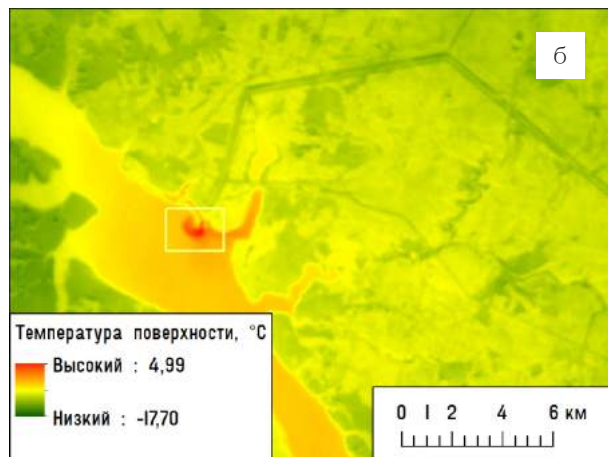 б
Температура поверхности, °C
Высокий : 4,99
Низкий : -17,70
0 1 2 4 6 км